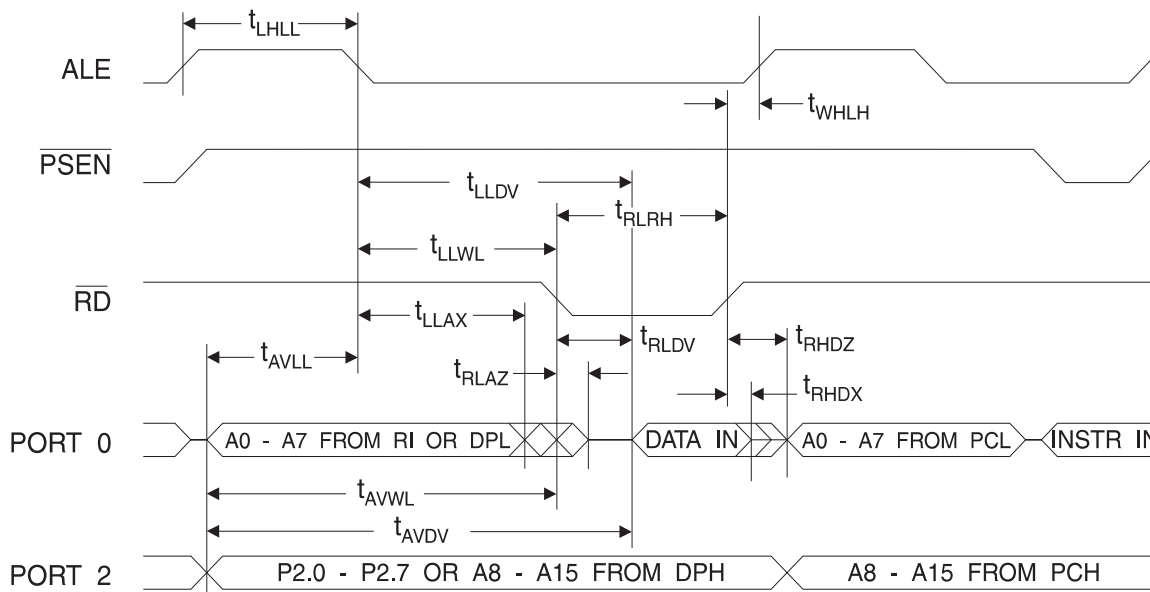 tLHLL
ALE
tWHLH
PSEN
tLLDV
tRLRH
tLLWL
RD
tLLAX
tRLDV
tRHDZ
tAVLL
tRLAZ
tRHDX
PORT 0
A0 - A7 FROM RI OR DPL
DATA IN
A0 - A7 FROM PCL
INSTR IN
tAVWL
tAVDV
PORT 2
P2.0 - P2.7 OR A8 - A15 FROM DPH
A8 - A15 FROM PCH